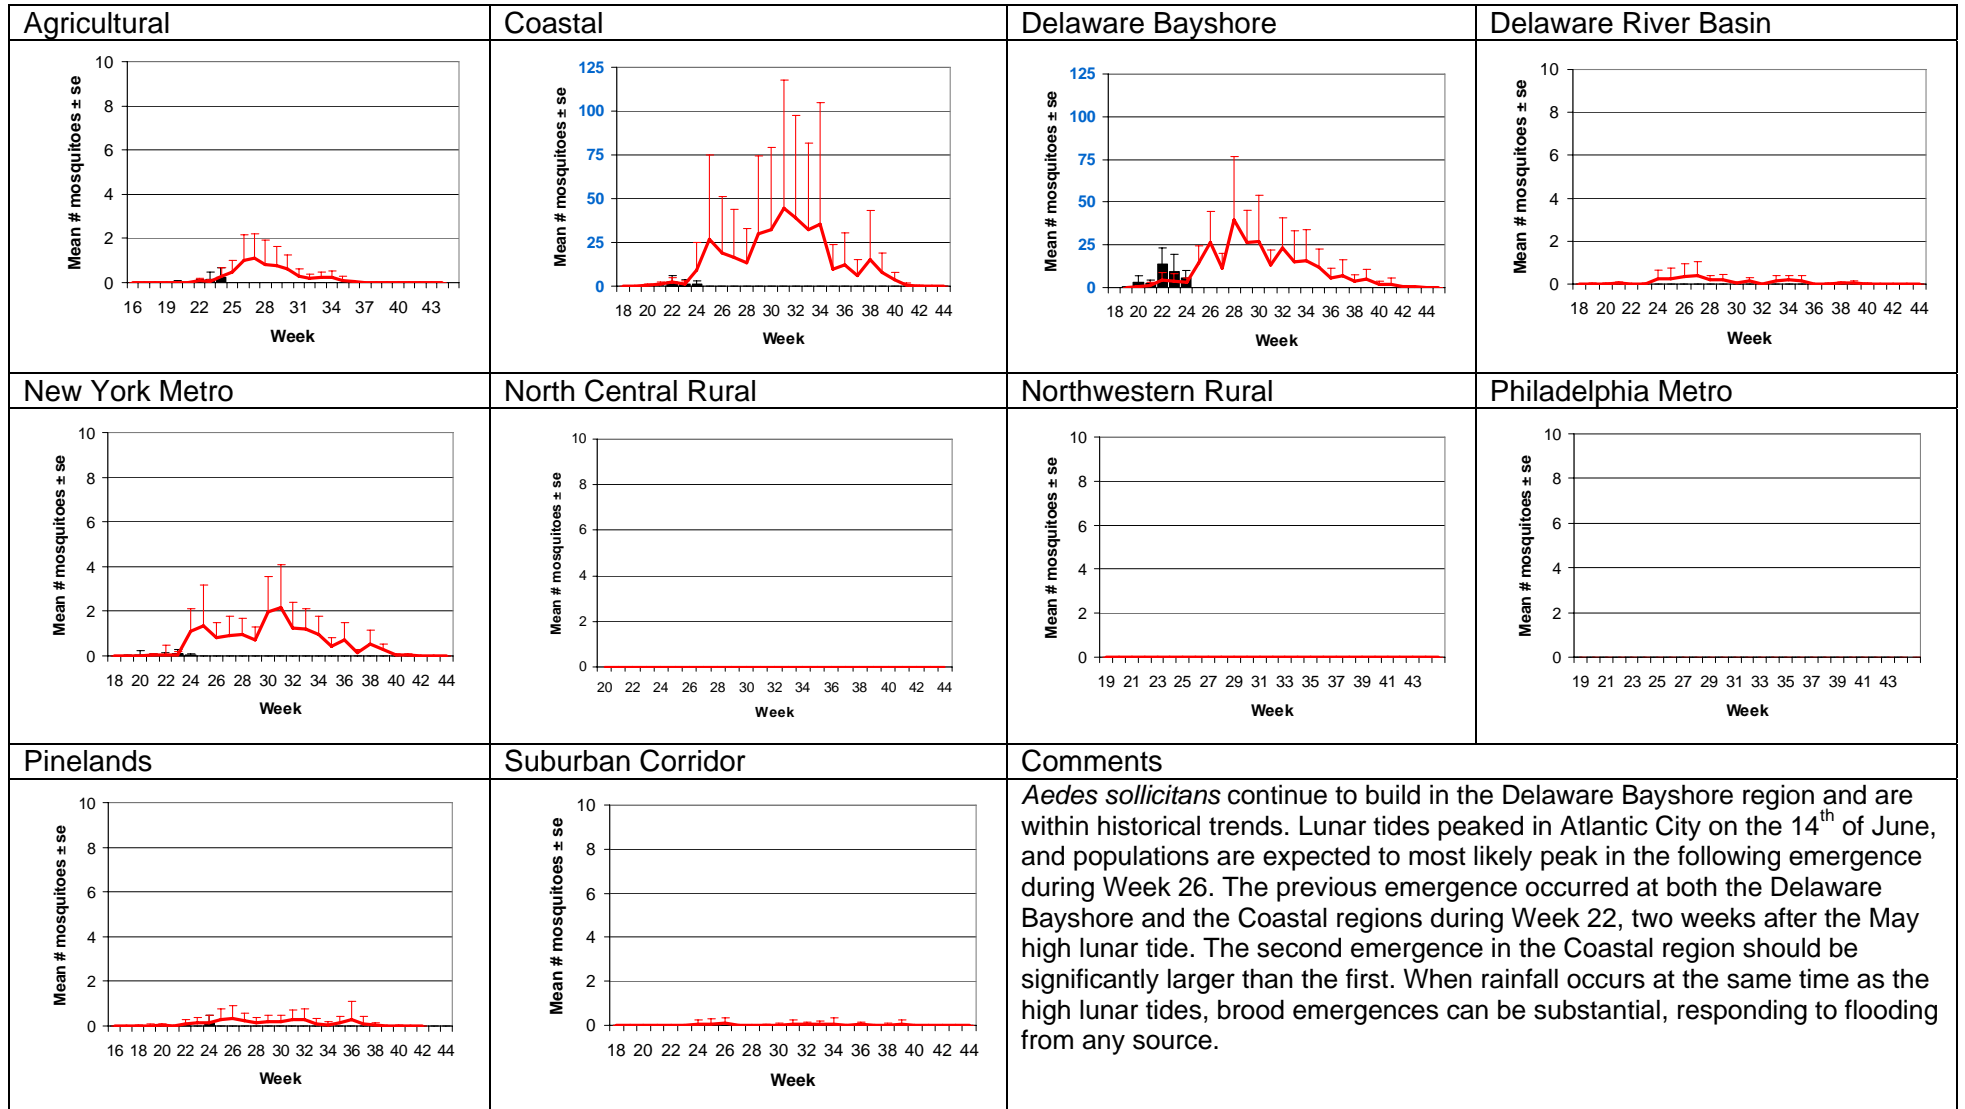 Agricultural
Coastal
Delaware Bayshore
Delaware River Basin
Mean # mosquitoes ± se
10
8
6
4
2
0
16 19 22 25 28 31 34 37 40 43
Week
Mean # mosquitoes ± se
125
100
75
50
25
0
18 20 22 24 26 28 30 32 34 36 38 40 42 44
Week
Mean # mosquitoes ± se
125
100
75
50
25
0
18 20 22 24 26 28 30 32 34 36 38 40 42 44
Week
Mean # mosquitoes ± se
10
8
6
4
2
0
18 20 22 24 26 28 30 32 34 36 38 40 42 44
Week
New York Metro
North Central Rural
Northwestern Rural
Philadelphia Metro
Mean # mosquitoes ± se
10
8
6
4
2
0
18 20 22 24 26 28 30 32 34 36 38 40 42 44
Week
Mean # mosquitoes ± se
10
8
6
4
2
0
20 22 24 26 28 30 32 34 36 38 40 42 44
Week
Mean # mosquitoes ± se
10
8
6
4
2
0
19 21 23 25 27 29 31 33 35 37 39 41 43
Week
Mean # mosquitoes ± se
10
8
6
4
2
0
19 21 23 25 27 29 31 33 35 37 39 41 43
Week
Pinelands
Suburban Corridor
Comments
Mean # mosquitoes ± se
10
8
6
4
2
0
16 18 20 22 24 26 28 30 32 34 36 38 40 42 44
Week
Mean # mosquitoes ± se
10
8
6
4
2
0
18 20 22 24 26 28 30 32 34 36 38 40 42 44
Week
Aedes sollicitans continue to build in the Delaware Bayshore region and are
within historical trends. Lunar tides peaked in Atlantic City on the 14th of June,
and populations are expected to most likely peak in the following emergence
during Week 26. The previous emergence occurred at both the Delaware
Bayshore and the Coastal regions during Week 22, two weeks after the May
high lunar tide. The second emergence in the Coastal region should be
significantly larger than the first. When rainfall occurs at the same time as the
high lunar tides, brood emergences can be substantial, responding to flooding
from any source.